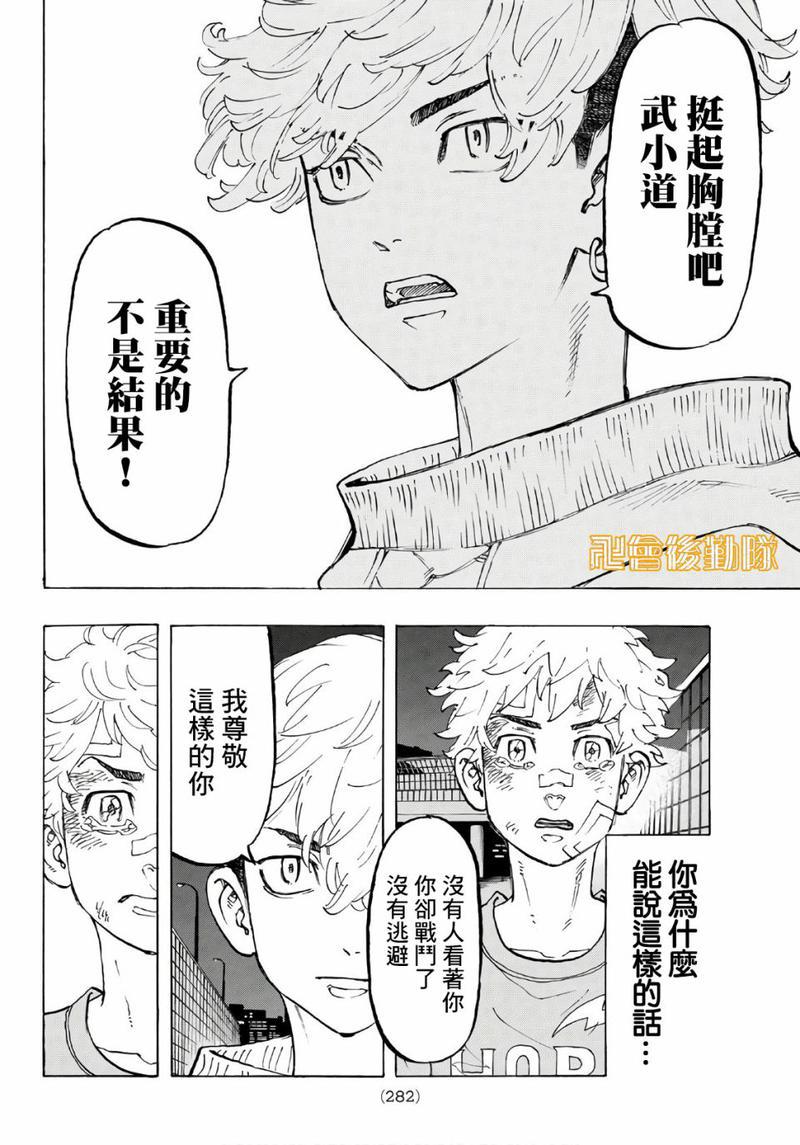 挺起胸膛吧
武小道
重要的
不是結果！
卍會後勤隊
你為什麼
能說這樣的話…
沒有人看著你
你卻戰鬥了
沒有逃避
我尊敬
這樣的你
HOP
(282)